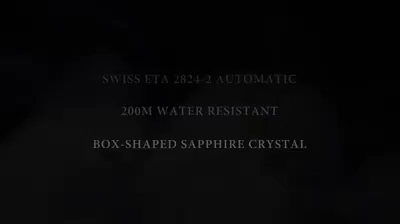 SWISS ETA 2824-2 AUTOMATIC
200M WATER RESISTANT
BOX-SHAPED SAPPHIRE CRYSTAL